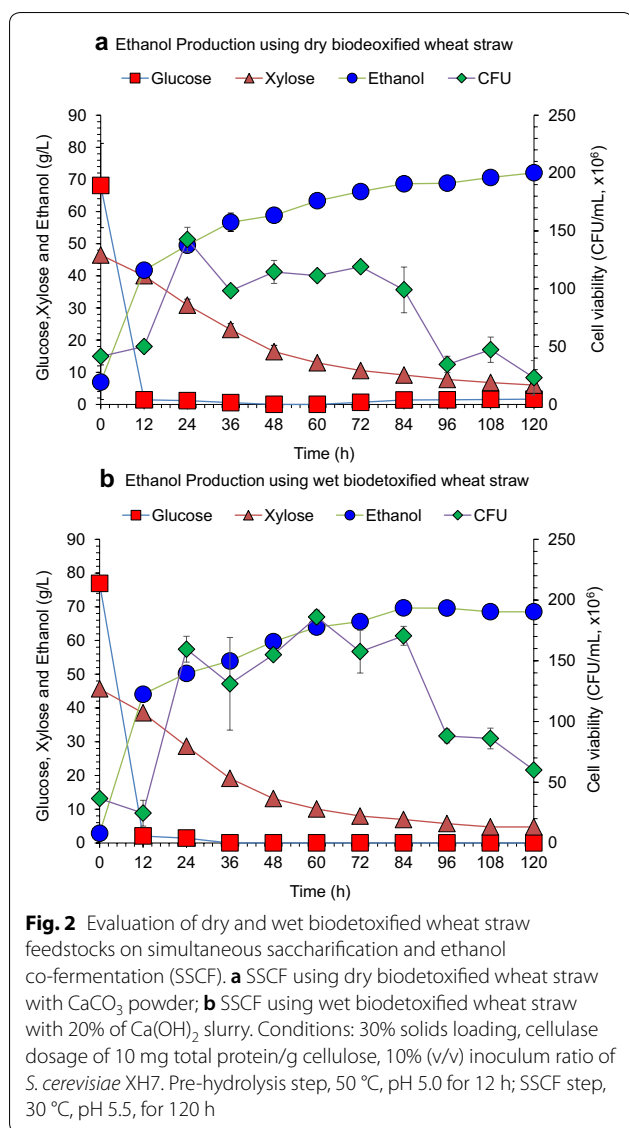 a Ethanol Production using dry biodeoxified wheat straw
Glucose Xylose Ethanol CFU
Glucose,Xylose and Ethanol (g/L)
90
80
70
60
50
40
30
20
10
0
250
200
150
100
50
0
Cell viability (CFU/mL, x10⁶)
0 12 24 36 48 60 72 84 96 108 120
Time (h)
b Ethanol Production using wet biodetoxified wheat straw
Glucose Xylose Ethanol CFU
Glucose, Xylose and Ethanol (g/L)
90
80
70
60
50
40
30
20
10
0
250
200
150
100
50
0
Cell viability (CFU/mL, x10⁶)
0 12 24 36 48 60 72 84 96 108 120
Time (h)
Fig. 2 Evaluation of dry and wet biodetoxified wheat straw
feedstocks on simultaneous saccharification and ethanol
co-fermentation (SSCF). a SSCF using dry biodetoxified wheat straw
with CaCO₃ powder; b SSCF using wet biodetoxified wheat straw
with 20% of Ca(OH)₂ slurry. Conditions: 30% solids loading, cellulase
dosage of 10 mg total protein/g cellulose, 10% (v/v) inoculum ratio of
S. cerevisiae XH7. Pre-hydrolysis step, 50 °C, pH 5.0 for 12 h; SSCF step,
30 °C, pH 5.5, for 120 h